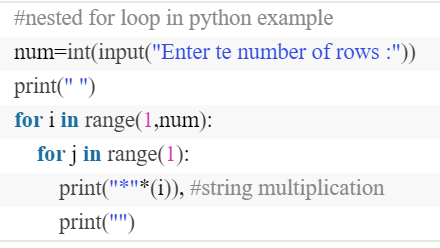 #nested for loop in python example
num=int(input("Enter te number of rows :"))
print(" ")
for i in range(1,num):
for j in range(1):
print("*"*(i)), #string multiplication
print("")